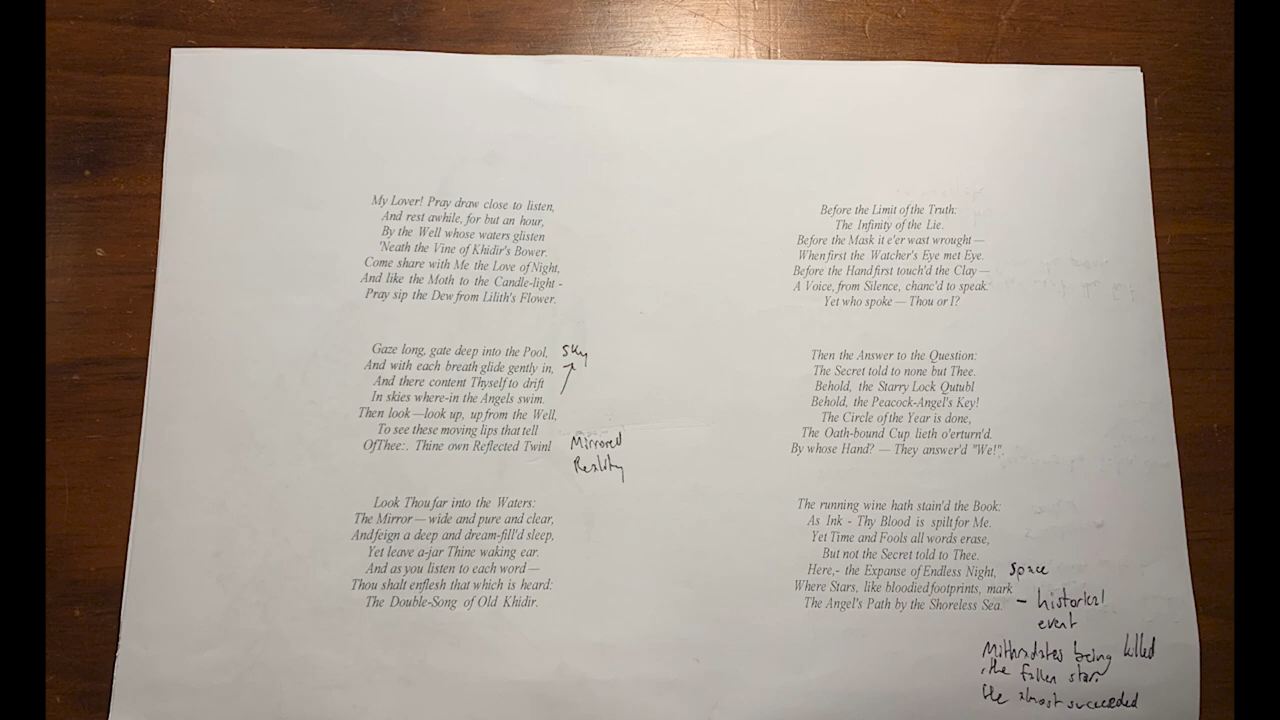 My Lover! Pray draw close to listen,
And rest awhile, for but an hour,
By the Well whose waters glisten
'Neath the Vine of Khidir's Bower.
Come share with Me the Love of Night,
And like the Moth to the Candle-light -
Pray sip the Dew from Lilith's Flower.
Gaze long, gate deep into the Pool,
And with each breath glide gently in,
And there content Thyself to drift
In skies where-in the Angels swim.
Then look — look up, up from the Well,
To see these moving lips that tell
Of Thee:. Thine own Reflected Twinl
Sky
Mirrored
Reality
Look Thou far into the Waters:
The Mirror — wide and pure and clear,
And feign a deep and dream-fill'd sleep,
Yet leave a-jar Thine waking ear.
And as you listen to each word —
Thou shalt enflesh that which is heard:
The Double-Song of Old Khidir.
Before the Limit of the Truth:
The Infinity of the Lie.
Before the Mask it e'er wast wrought —
When first the Watcher's Eye met Eye.
Before the Hand first touch'd the Clay —
A Voice, from Silence, chanc'd to speak.
Yet who spoke — Thou or I?
Then the Answer to the Question:
The Secret told to none but Thee.
Behold, the Starry Lock Qutubl
Behold, the Peacock-Angel's Key!
The Circle of the Year is done,
The Oath-bound Cup lieth o'erturn'd.
By whose Hand? — They answer'd "We!".
The running wine hath stain'd the Book:
As Ink - Thy Blood is spilt for Me.
Yet Time and Fools all words erase,
But not the Secret told to Thee.
Here,- the Expanse of Endless Night,
Where Stars, like bloodied footprints, mark
The Angel's Path by the Shoreless Sea.
Space
- historical
event
Mithradates being killed
the fallen star
He almost succeeded